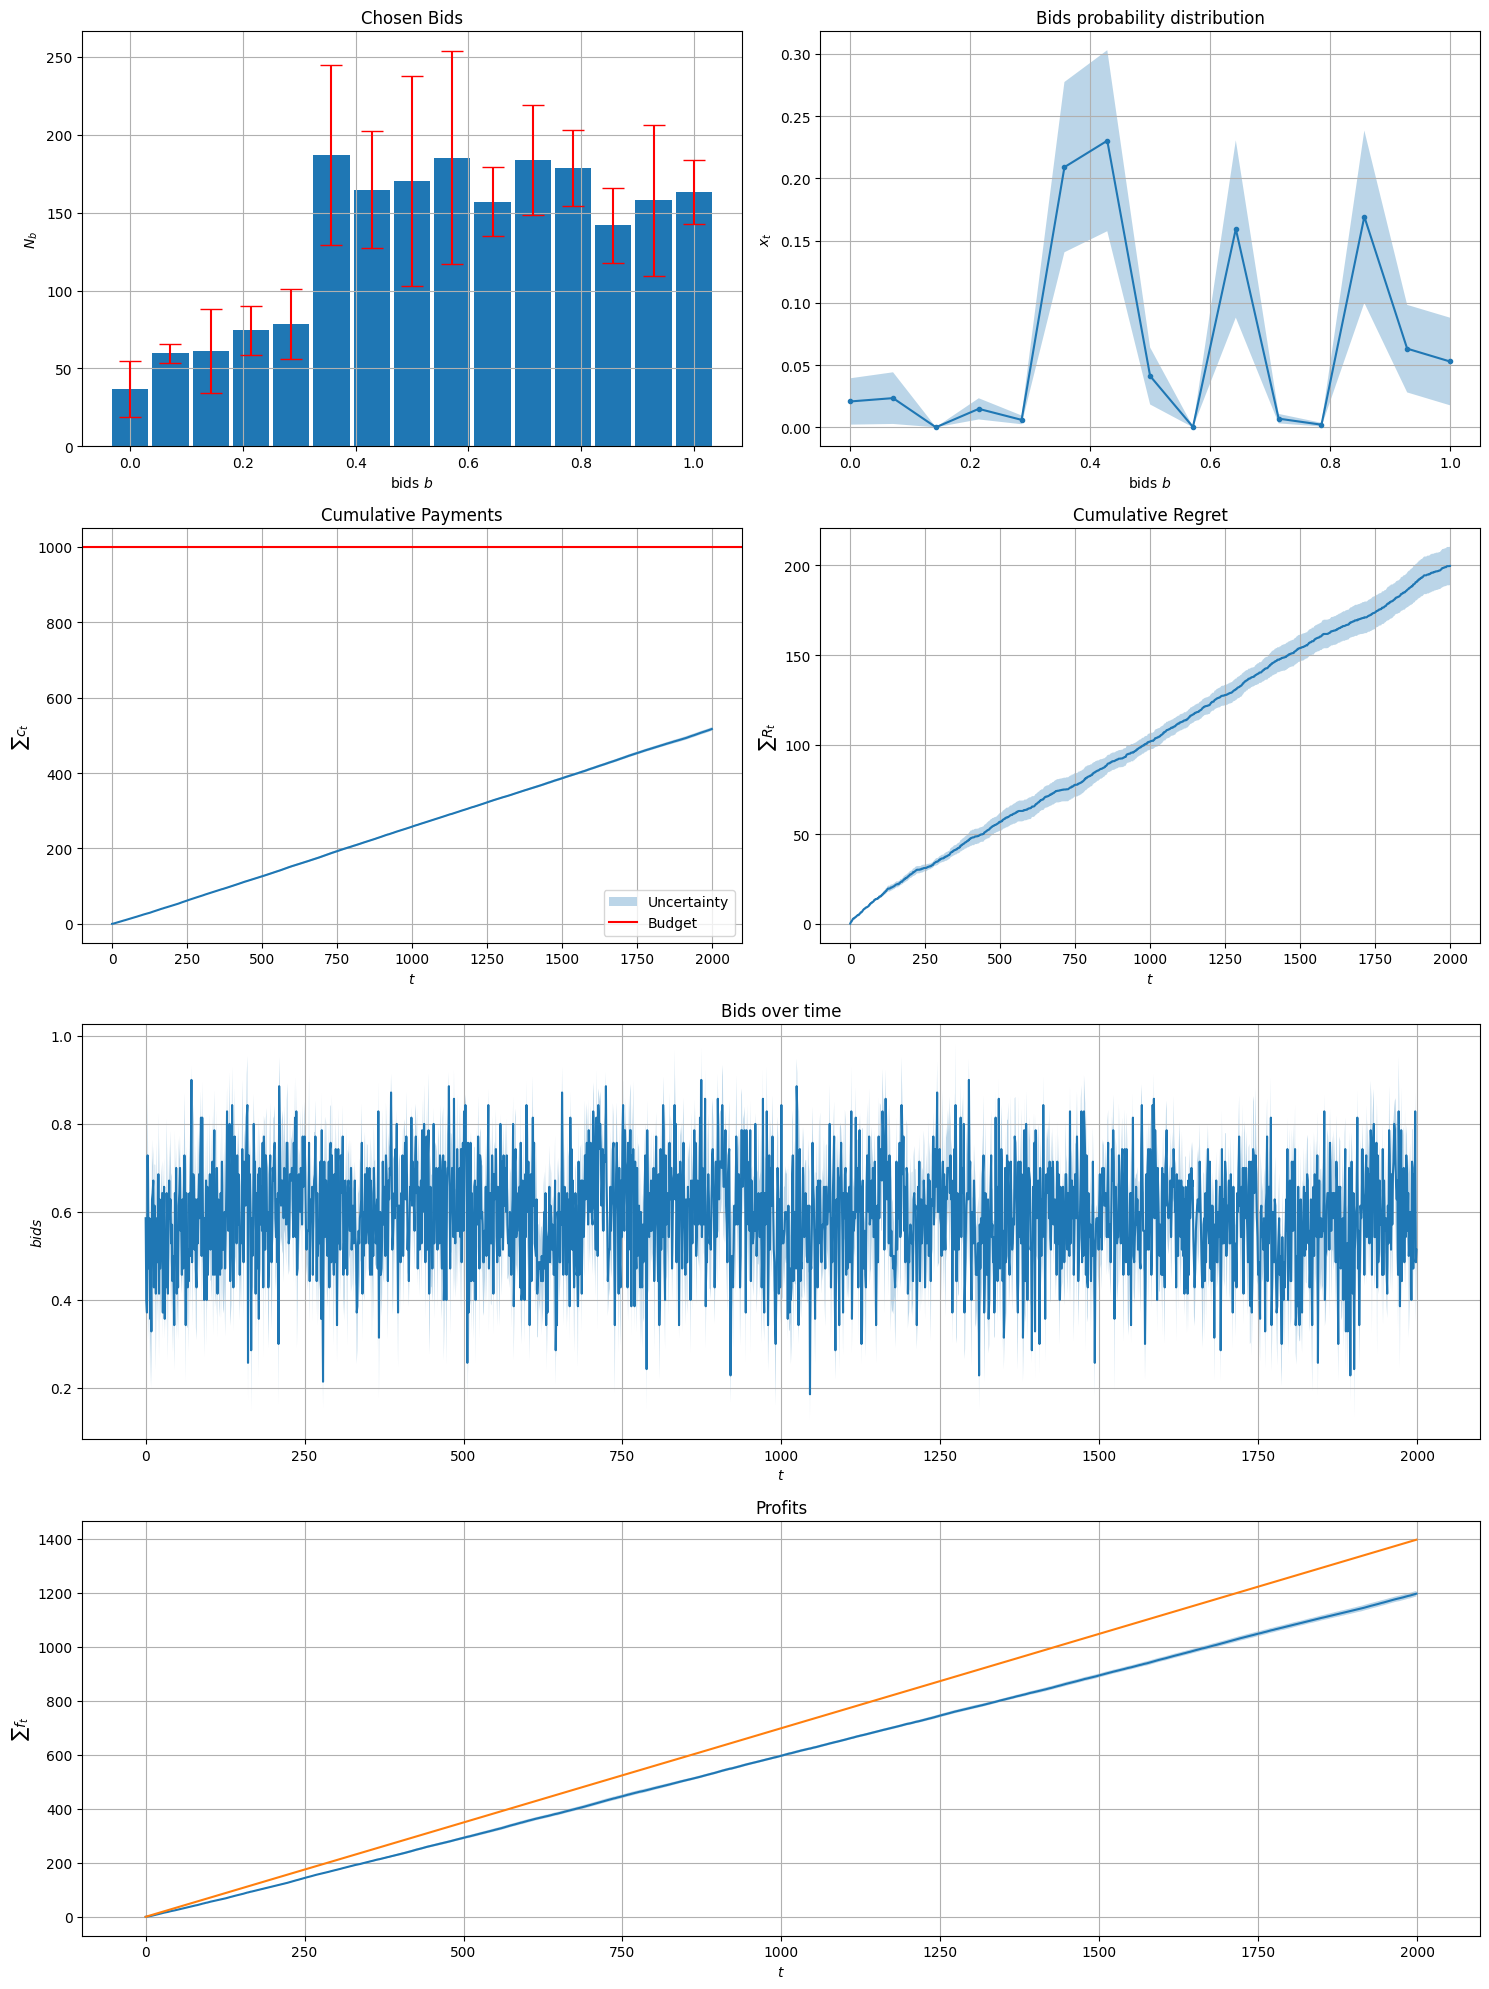 Chosen Bids
Bids probability distribution
250
200
150
100
50
0
N_b
0.0 0.2 0.4 0.6 0.8 1.0
bids b
0.30
0.25
0.20
0.15
0.10
0.05
0.00
x_t
0.0 0.2 0.4 0.6 0.8 1.0
bids b
Cumulative Payments
Cumulative Regret
1000
800
600
400
200
0
∑c_t
Uncertainty
Budget
0 250 500 750 1000 1250 1500 1750 2000
t
200
150
100
50
0
∑R_t
0 250 500 750 1000 1250 1500 1750 2000
t
Bids over time
1.0
0.8
0.6
0.4
0.2
bids
0 250 500 750 1000 1250 1500 1750 2000
t
Profits
1400
1200
1000
800
600
400
200
0
∑f_t
0 250 500 750 1000 1250 1500 1750 2000
t